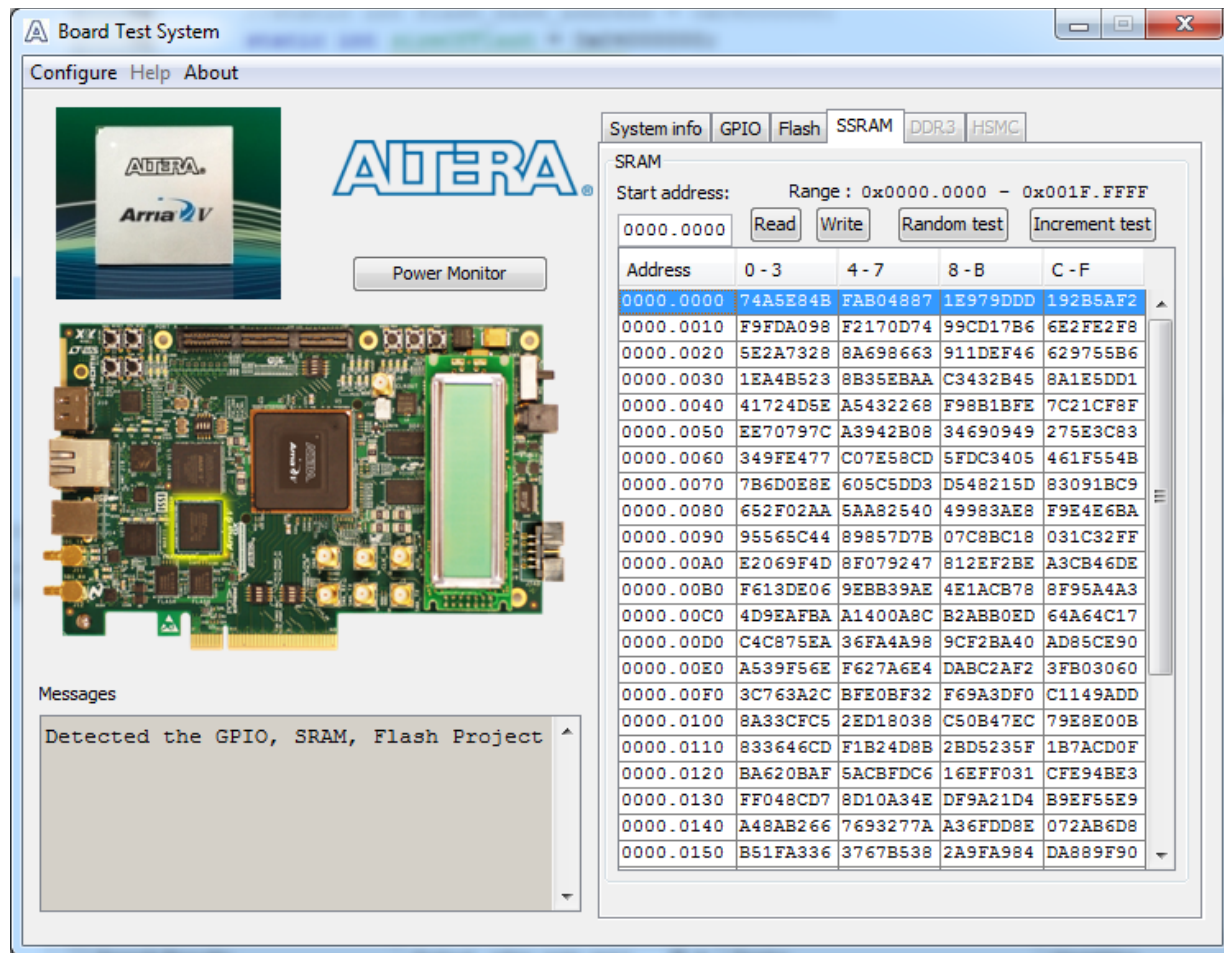 Board Test System
Configure Help About
ALTERA®
Arria V
ALTERA®
Power Monitor
Messages
Detected the GPIO, SRAM, Flash Project
System info GPIO Flash SSRAM DDR3 HSMC
SRAM
Start address: Range : 0x0000.0000 - 0x001F.FFFF
0000.0000 Read Write Random test Increment test
Address 0 - 3 4 - 7 8 - B C - F
0000.0000 74A5E84B FAB04887 1E979DDD 192B5AF2
0000.0010 F9FDA098 F2170D74 99CD17B6 6E2FE2F8
0000.0020 5E2A7328 8A698663 911DEF46 629755B6
0000.0030 1EA4B523 8B35EBAA C3432B45 8A1E5DD1
0000.0040 41724D5E A5432268 F98B1BFE 7C21CF8F
0000.0050 EE70797C A3942B08 34690949 275E3C83
0000.0060 349FE477 C07E58CD 5FDC3405 461F554B
0000.0070 7B6D0E8E 605C5DD3 D548215D 83091BC9
0000.0080 652F02AA 5AA82540 49983AE8 F9E4E6BA
0000.0090 95565C44 89857D7B 07C8BC18 031C32FF
0000.00A0 E2069F4D 8F079247 812EF2BE A3CB46DE
0000.00B0 F613DE06 9EBB39AE 4E1ACB78 8F95A4A3
0000.00C0 4D9EAFBA A1400A8C B2ABB0ED 64A64C17
0000.00D0 C4C875EA 36FA4A98 9CF2BA40 AD85CE90
0000.00E0 A539F56E F627A6E4 DABC2AF2 3FB03060
0000.00F0 3C763A2C BFE0BF32 F69A3DF0 C1149ADD
0000.0100 8A33CFC5 2ED18038 C50B47EC 79E8E00B
0000.0110 833646CD F1B24D8B 2BD5235F 1B7ACD0F
0000.0120 BA620BAF 5ACBFDC6 16EFF031 CFE94BE3
0000.0130 FF048CD7 8D10A34E DF9A21D4 B9EF55E9
0000.0140 A48AB266 7693277A A36FDD8E 072AB6D8
0000.0150 B51FA336 3767B538 2A9FA984 DA889F90